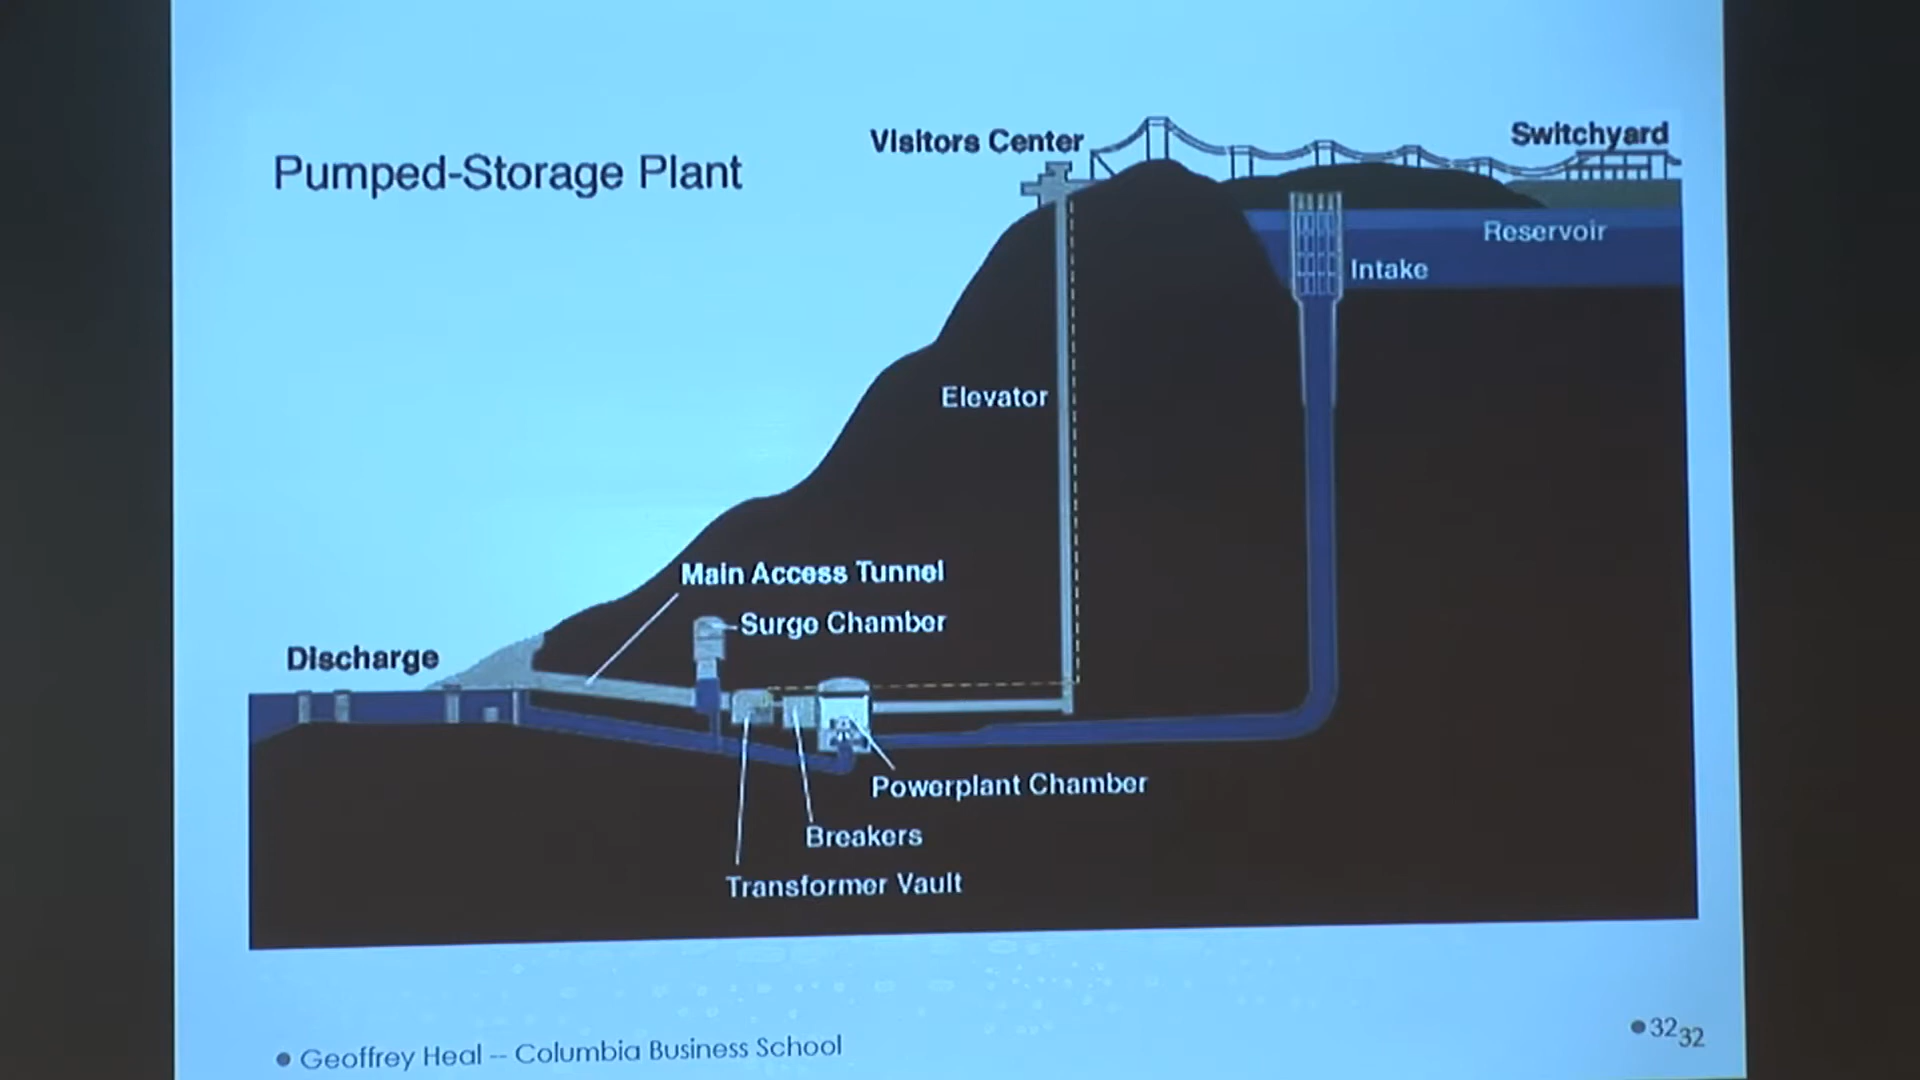 Pumped-Storage Plant
Visitors Center
Switchyard
Reservoir
Intake
Elevator
Main Access Tunnel
Surge Chamber
Discharge
Powerplant Chamber
Breakers
Transformer Vault
Geoffrey Heal -- Columbia Business School
32
32